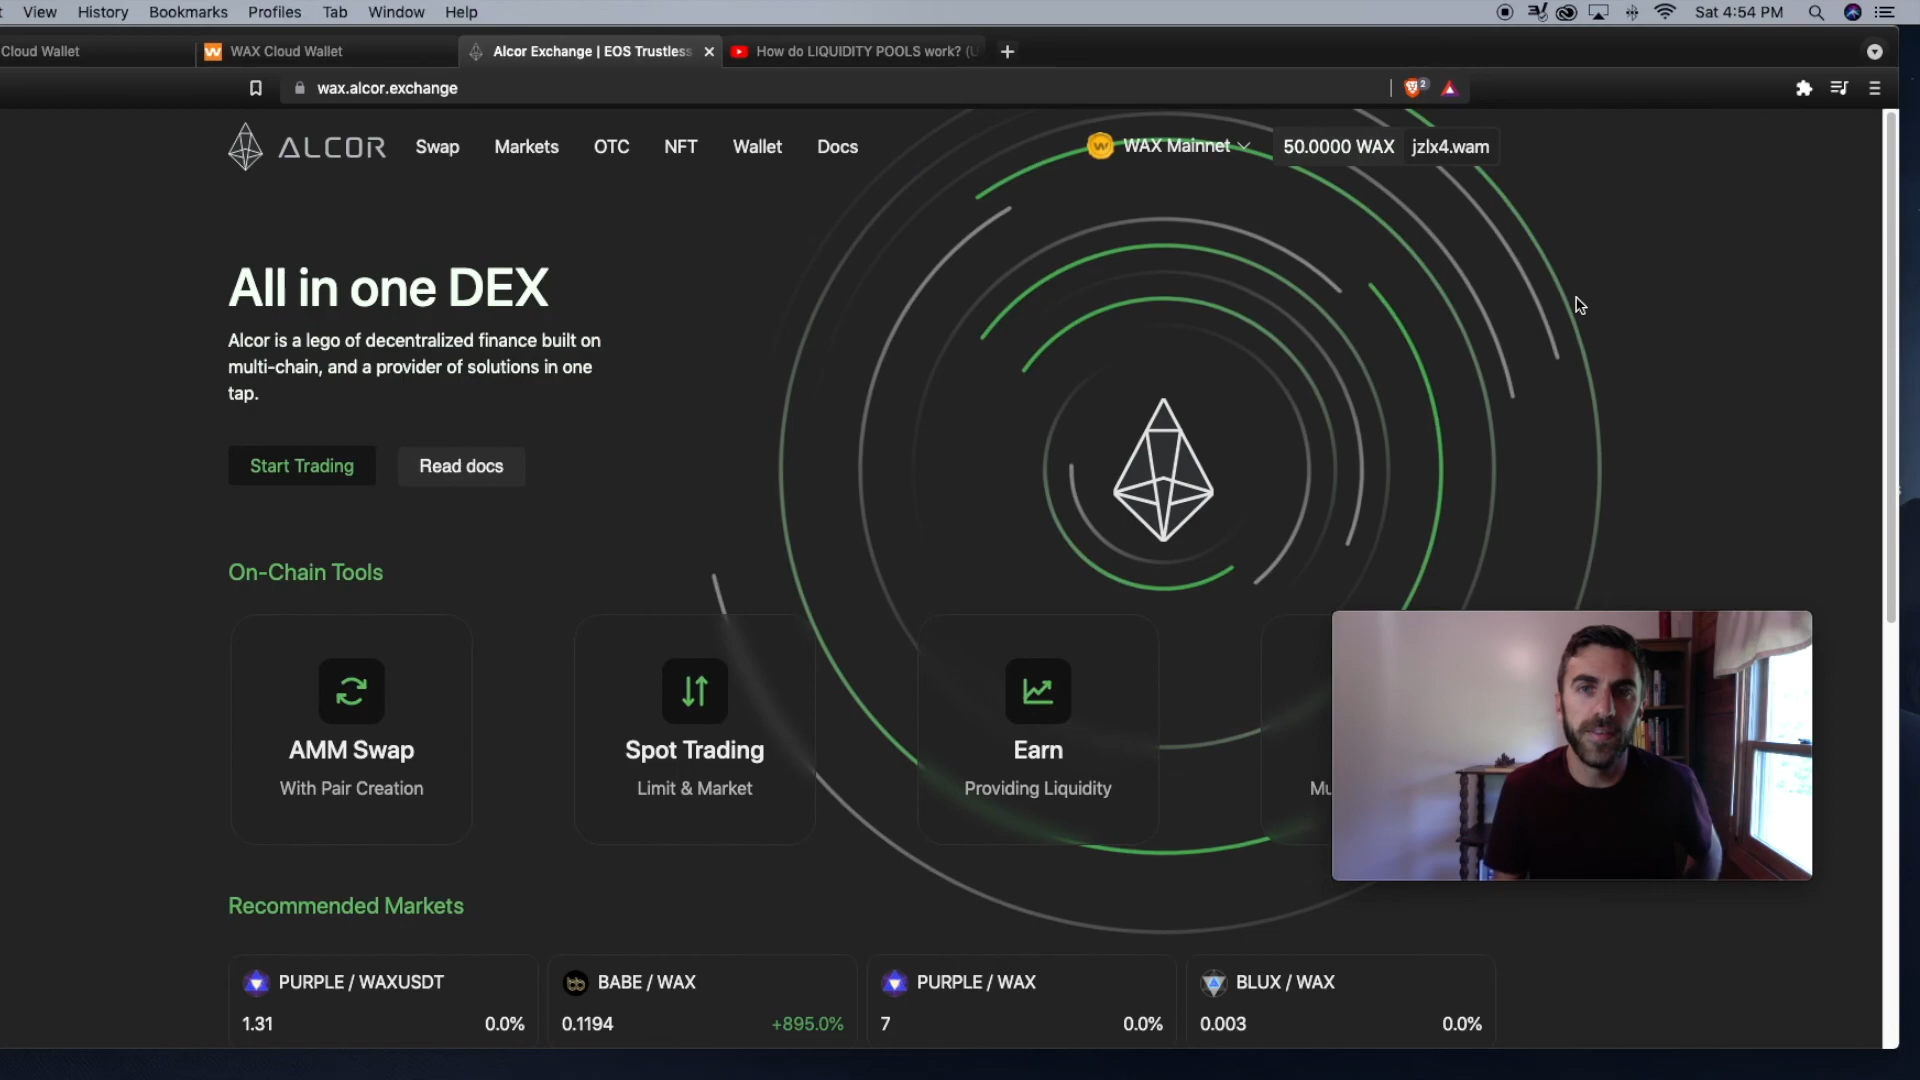 View History Bookmarks Profiles Tab Window Help Sat 4:54 PM
Cloud Wallet WAX Cloud Wallet Alcor Exchange | EOS Trustless How do LIQUIDITY POOLS work? (U
wax.alcor.exchange 2
ALCOR Swap Markets OTC NFT Wallet Docs WAX Mainnet 50.0000 WAX jzlx4.wam
All in one DEX
Alcor is a lego of decentralized finance built on
multi-chain, and a provider of solutions in one
tap.
Start Trading Read docs
On-Chain Tools
AMM Swap Spot Trading Earn
With Pair Creation Limit & Market Providing Liquidity Mu
Recommended Markets
PURPLE / WAXUSDT BABE / WAX PURPLE / WAX BLUX / WAX
1.31 0.0% 0.1194 +895.0% 7 0.0% 0.003 0.0%